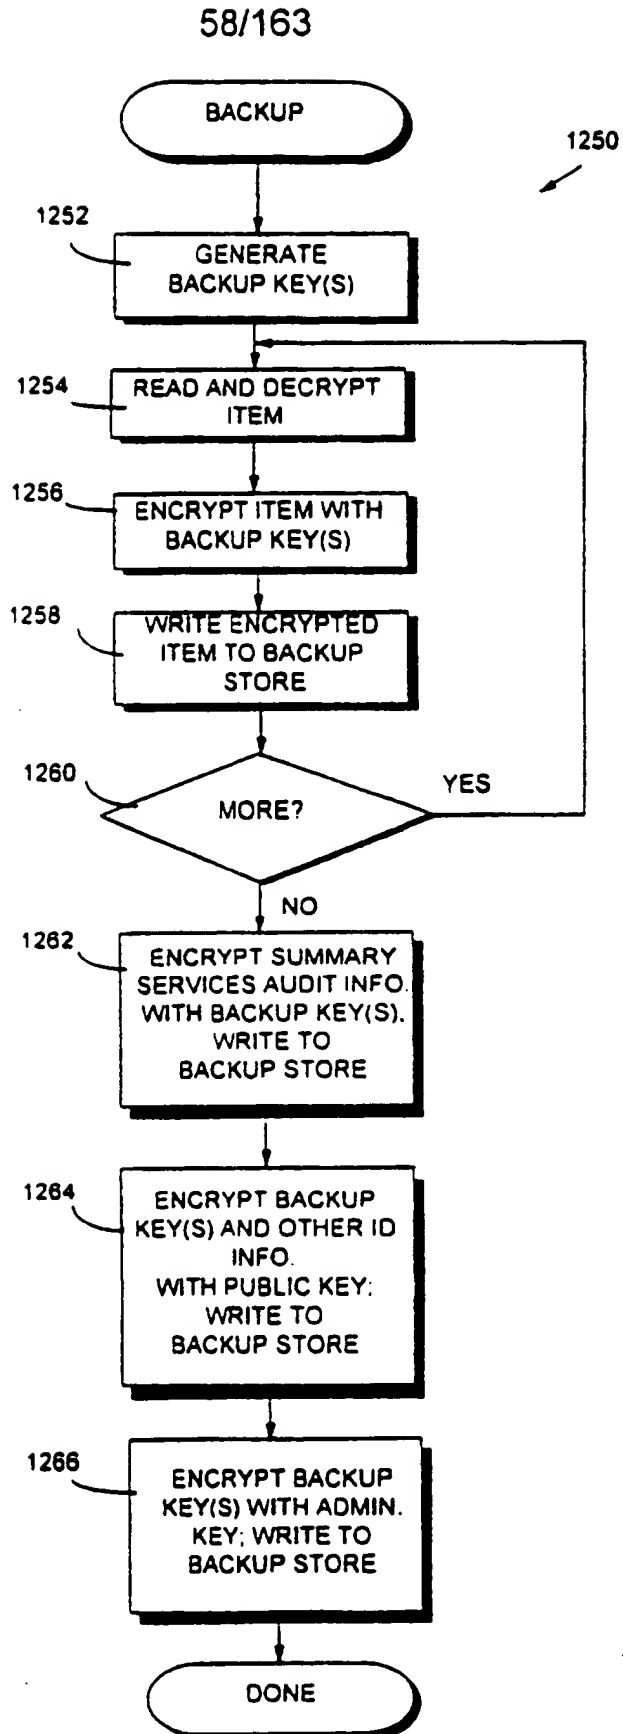 58/163
BACKUP
1250
1252
GENERATE
BACKUP KEY(S)
1254
READ AND DECRYPT
ITEM
1256
ENCRYPT ITEM WITH
BACKUP KEY(S)
1258
WRITE ENCRYPTED
ITEM TO BACKUP
STORE
1260
MORE?
YES
NO
1262
ENCRYPT SUMMARY
SERVICES AUDIT INFO.
WITH BACKUP KEY(S).
WRITE TO
BACKUP STORE
1264
ENCRYPT BACKUP
KEY(S) AND OTHER ID
INFO.
WITH PUBLIC KEY;
WRITE TO
BACKUP STORE
1266
ENCRYPT BACKUP
KEY(S) WITH ADMIN.
KEY; WRITE TO
BACKUP STORE
DONE